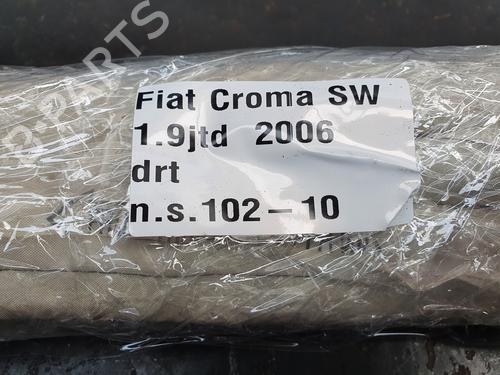 Fiat Croma SW
1.9jtd 2006
drt
n.s.102-10